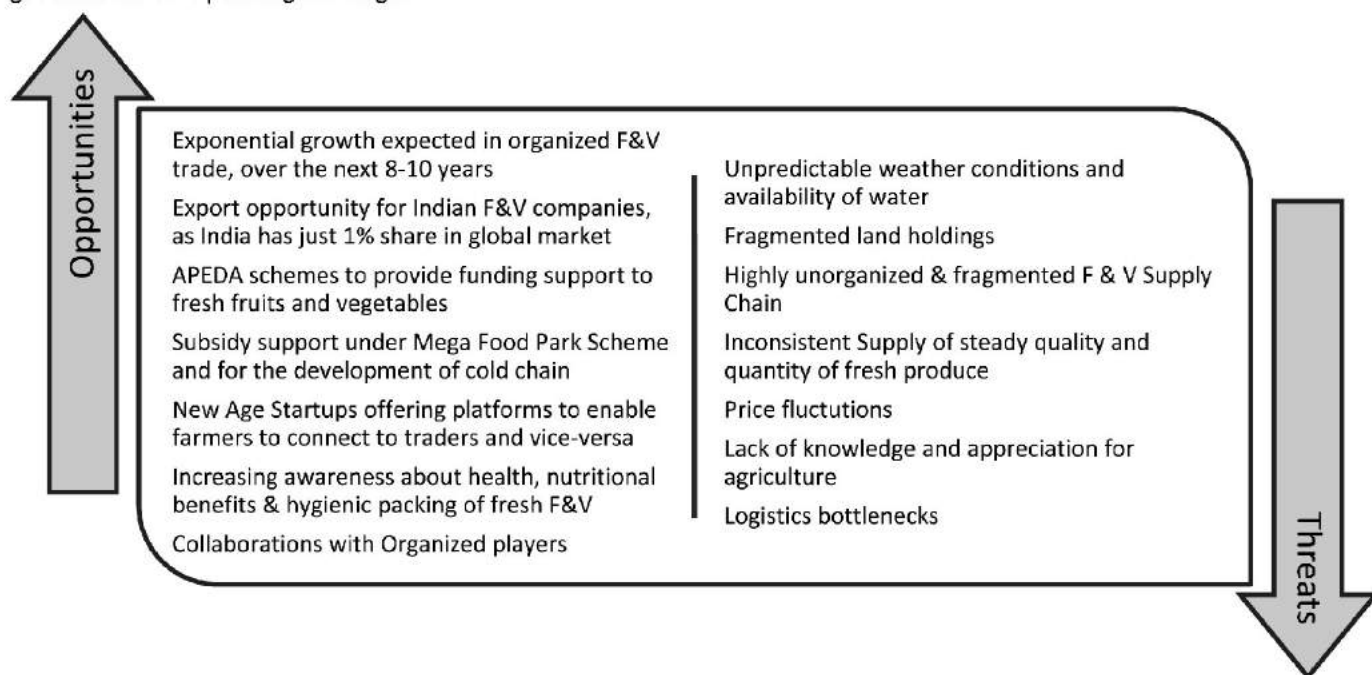 Opportunities
Exponential growth expected in organized F&V
trade, over the next 8-10 years
Export opportunity for Indian F&V companies,
as India has just 1% share in global market
APEDA schemes to provide funding support to
fresh fruits and vegetables
Subsidy support under Mega Food Park Scheme
and for the development of cold chain
New Age Startups offering platforms to enable
farmers to connect to traders and vice-versa
Increasing awareness about health, nutritional
benefits & hygienic packing of fresh F&V
Collaborations with Organized players
Unpredictable weather conditions and
availability of water
Fragmented land holdings
Highly unorganized & fragmented F & V Supply
Chain
Inconsistent Supply of steady quality and
quantity of fresh produce
Price fluctutions
Lack of knowledge and appreciation for
agriculture
Logistics bottlenecks
Threats